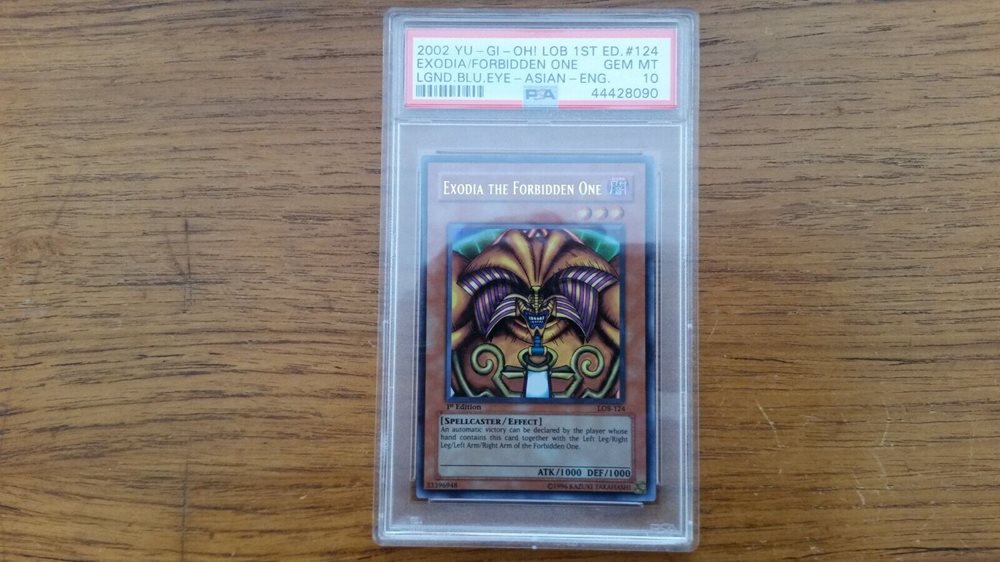 2002 YU-GI-OH! LOB 1ST ED. #124
EXODIA/FORBIDDEN ONE GEM MT
LGND.BLU.EYE-ASIAN-ENG. 10
PSA 44428090
EXODIA THE FORBIDDEN ONE
1st Edition LOB-124
[SPELLCASTER/EFFECT]
An automatic victory can be declared by the player whose
hand contains this card together with the Left Leg/Right
Leg/Left Arm/Right Arm of the Forbidden One.
ATK/1000 DEF/1000
33396948 ©1996 KAZUKI TAKAHASHI